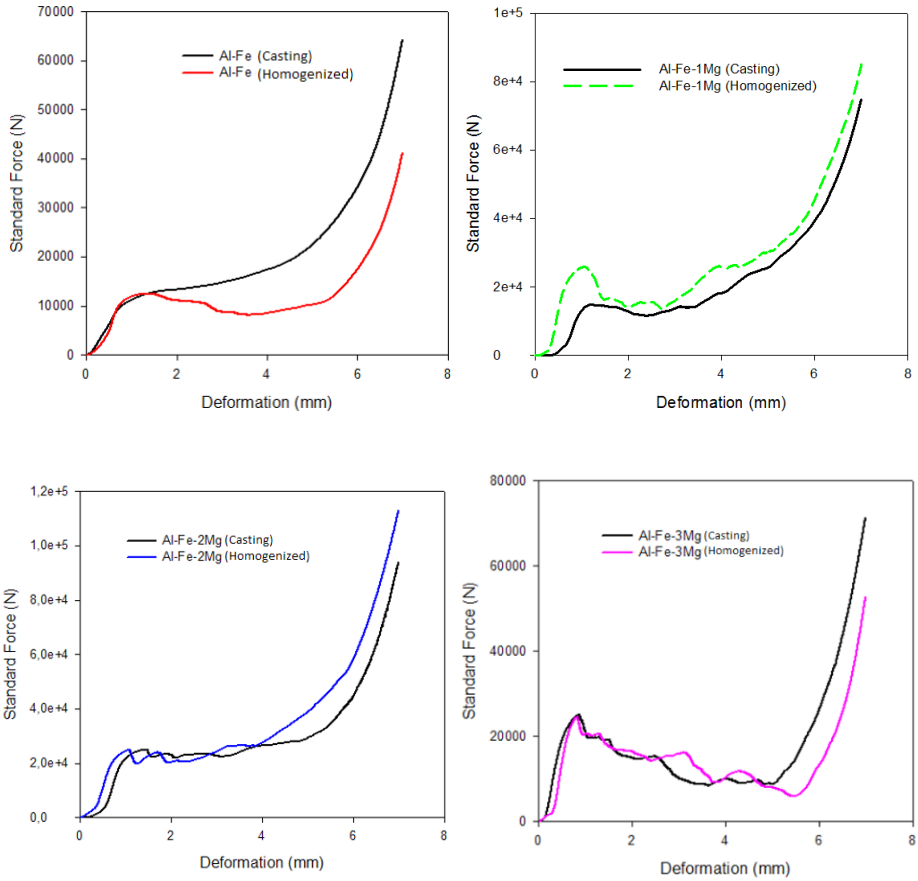 70000
60000
50000
40000
30000
20000
10000
0
Standard Force (N)
Al-Fe (Casting)
Al-Fe (Homogenized)
0 2 4 6 8
Deformation (mm)
1e+5
8e+4
6e+4
4e+4
2e+4
0
Standard Force (N)
Al-Fe-1Mg (Casting)
Al-Fe-1Mg (Homogenized)
0 2 4 6 8
Deformation (mm)
1,2e+5
1,0e+5
8,0e+4
6,0e+4
4,0e+4
2,0e+4
0,0
Standard Force (N)
Al-Fe-2Mg (Casting)
Al-Fe-2Mg (Homogenized)
0 2 4 6 8
Deformation (mm)
80000
60000
40000
20000
0
Standard Force (N)
Al-Fe-3Mg (Casting)
Al-Fe-3Mg (Homogenized)
0 2 4 6 8
Deformation (mm)